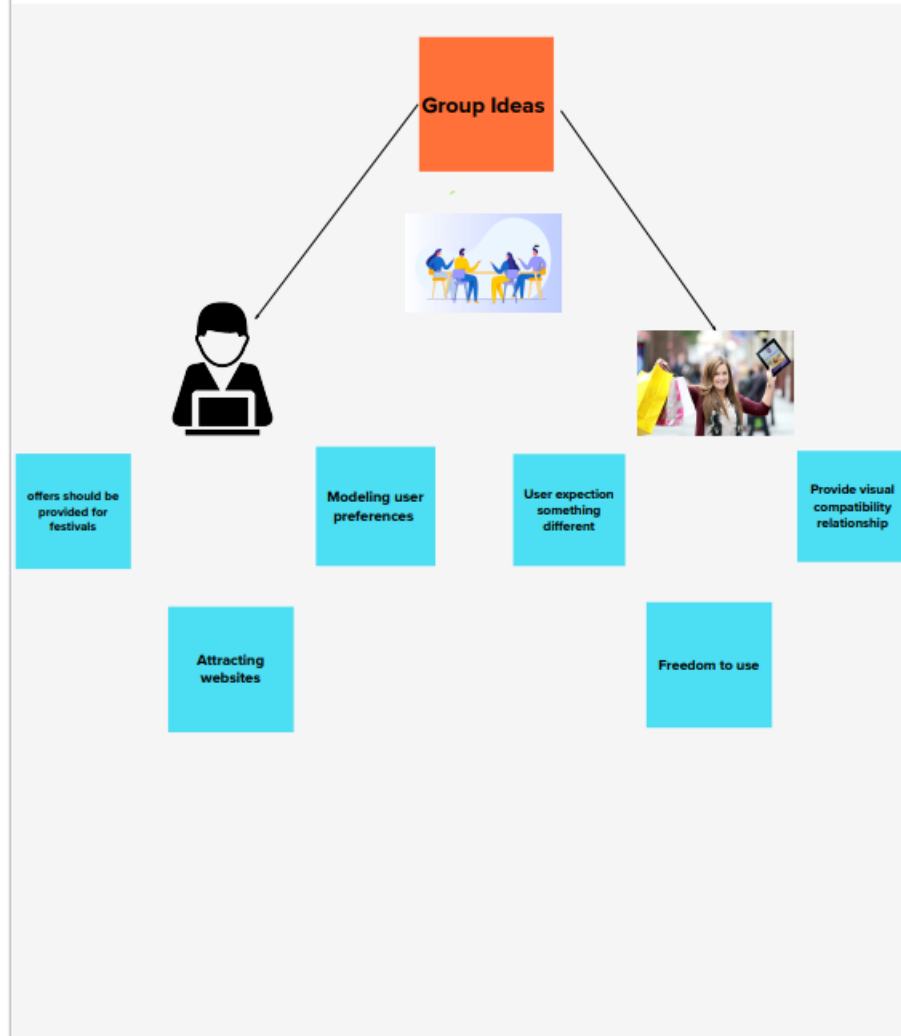 Group Ideas
offers should be
provided for
festivals
Modeling user
preferences
User expection
something
different
Provide visual
compatibility
relationship
Attracting
websites
Freedom to use